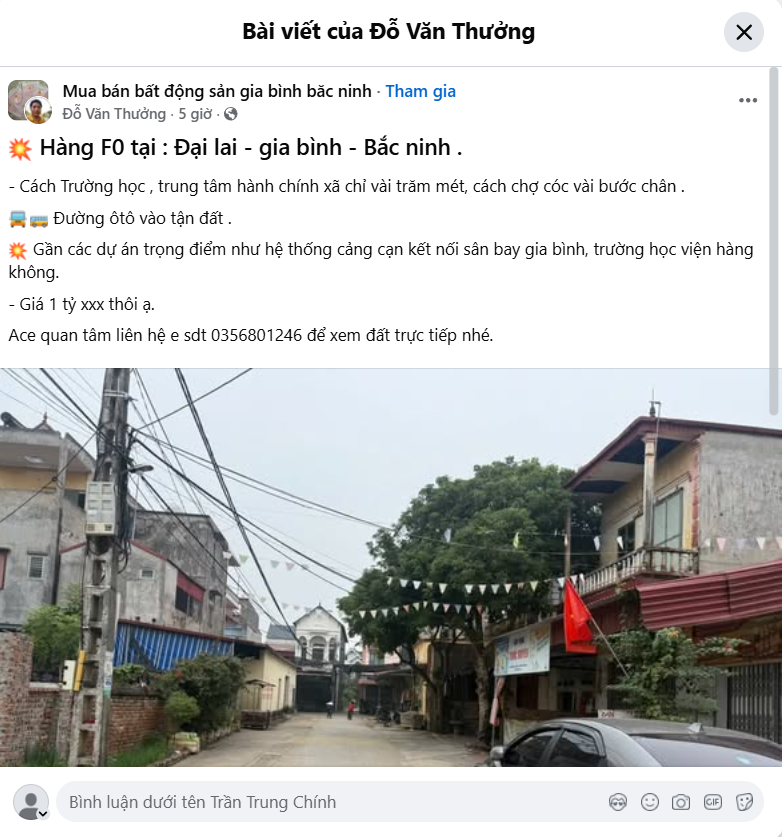 Bài viết của Đỗ Văn Thưởng
Mua bán bất động sản gia bình băc ninh · Tham gia
Đỗ Văn Thưởng · 5 giờ ·
💥 Hàng F0 tại : Đại lai - gia bình - Bắc ninh .
- Cách Trường học , trung tâm hành chính xã chỉ vài trăm mét, cách chợ cóc vài bước chân .
🚍🚌 Đường ôtô vào tận đất .
💥 Gần các dự án trọng điểm như hệ thống cảng cạn kết nối sân bay gia bình, trường học viện hàng
không.
- Giá 1 tỷ xxx thôi ạ.
Ace quan tâm liên hệ e sdt 0356801246 để xem đất trực tiếp nhé.
Bình luận dưới tên Trần Trung Chính
GIF